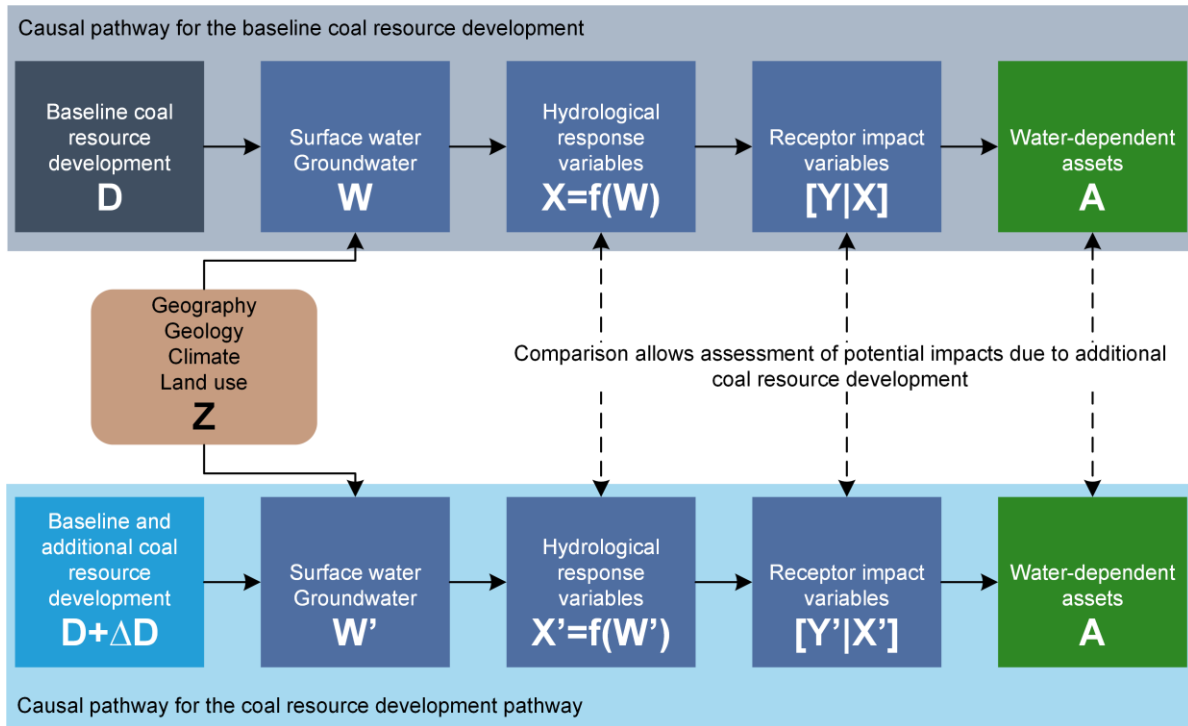 Causal pathway for the baseline coal resource development
Baseline coal
resource
development
D
Surface water
Groundwater
W
Hydrological
response
variables
X=f(W)
Receptor impact
variables
[Y|X]
Water-dependent
assets
A
Geography
Geology
Climate
Land use
Z
Comparison allows assessment of potential impacts due to additional
coal resource development
Baseline and
additional coal
resource
development
D+∆D
Surface water
Groundwater
W’
Hydrological
response
variables
X’=f(W’)
Receptor impact
variables
[Y’|X’]
Water-dependent
assets
A
Causal pathway for the coal resource development pathway